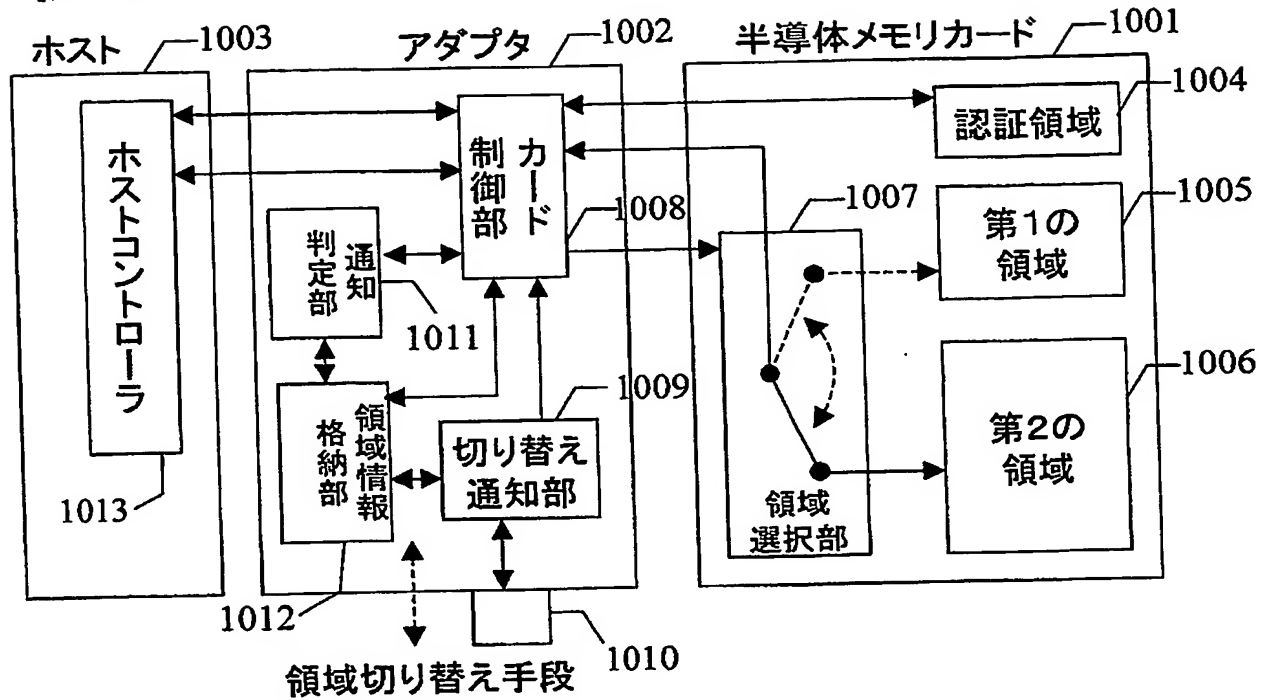 ホスト
1003
アダプタ
1002
半導体メモリカード
1001
ホストコントローラ
1013
カード
制御部
1008
通知
判定部
1011
領域情報
格納部
1012
切り替え
通知部
1009
1010
領域切り替え手段
認証領域
1004
第1の
領域
1005
1007
領域
選択部
第2の
領域
1006